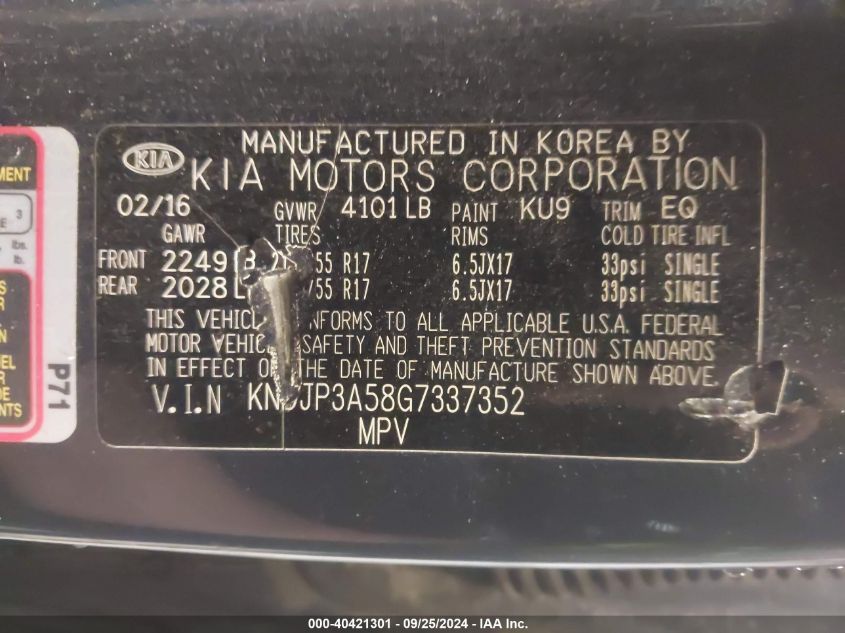 MANUFACTURED IN KOREA BY
KIA
KIA MOTORS CORPORATION
02/16 GVWR 4101 LB PAINT KU9 TRIM EQ
GAWR TIRES RIMS COLD TIRE INFL
FRONT 2249 55 R17 6.5JX17 33psi SINGLE
REAR 2028 /55 R17 6.5JX17 33psi SINGLE
THIS TO ALL APPLICABLE U.S.A. FEDERAL
MOTOR SAFETY AND THEFT PREVENTION STANDARDS
IN EFFECT THE DATE OF MANUFACTURE SHOWN ABOVE.
V.I.N JP3A58G7337352
MPV
P71
000-40421301 - 09/25/2024 - IAA Inc.